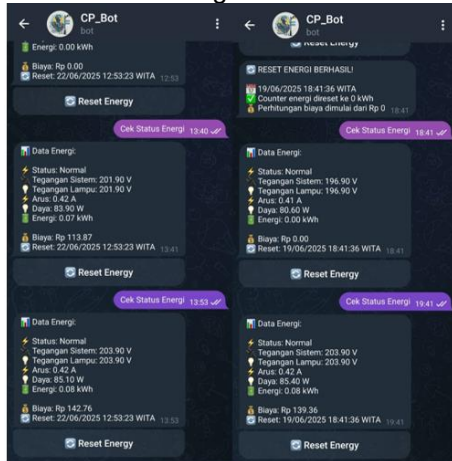 CP_Bot
bot
Energi: 0.00 kWh
Biaya: Rp 0.00
Reset: 22/06/2025 12:53:23 WITA 12:53
Reset Energy
Cek Status Energi 13:40
Data Energi:
Status: Normal
Tegangan Sistem: 201.90 V
Tegangan Lampu: 201.90 V
Arus: 0.42 A
Daya: 83.90 W
Energi: 0.07 kWh
Biaya: Rp 113.87
Reset: 22/06/2025 12:53:23 WITA 13:41
Reset Energy
Cek Status Energi 13:53
Data Energi:
Status: Normal
Tegangan Sistem: 203.90 V
Tegangan Lampu: 203.90 V
Arus: 0.42 A
Daya: 85.10 W
Energi: 0.08 kWh
Biaya: Rp 142.76
Reset: 22/06/2025 12:53:23 WITA 13:53
Reset Energy
CP_Bot
bot
Reset Energy
RESET ENERGI BERHASIL!
19/06/2025 18:41:36 WITA
Counter energi direset ke 0 kWh
Perhitungan biaya dimulai dari Rp 0 18:41
Cek Status Energi 18:41
Data Energi:
Status: Normal
Tegangan Sistem: 196.90 V
Tegangan Lampu: 196.90 V
Arus: 0.41 A
Daya: 80.60 W
Energi: 0.00 kWh
Biaya: Rp 0.00
Reset: 19/06/2025 18:41:36 WITA 18:41
Reset Energy
Cek Status Energi 19:41
Data Energi:
Status: Normal
Tegangan Sistem: 203.90 V
Tegangan Lampu: 203.90 V
Arus: 0.42 A
Daya: 85.40 W
Energi: 0.08 kWh
Biaya: Rp 139.36
Reset: 19/06/2025 18:41:36 WITA 19:41
Reset Energy